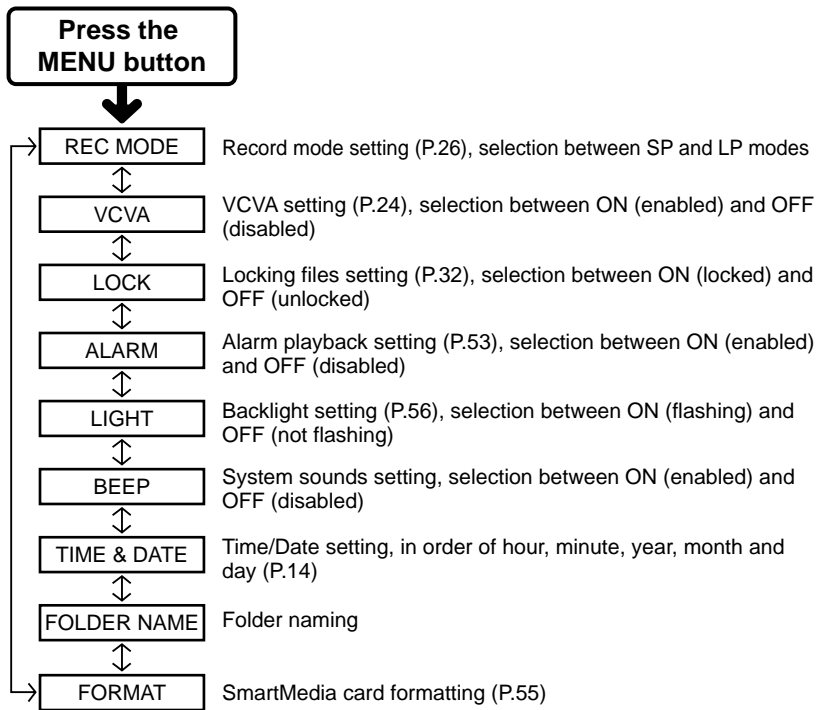 Press the
MENU button
REC MODE
Record mode setting (P.26), selection between SP and LP modes
VCVA
VCVA setting (P.24), selection between ON (enabled) and OFF
(disabled)
LOCK
Locking files setting (P.32), selection between ON (locked) and
OFF (unlocked)
ALARM
Alarm playback setting (P.53), selection between ON (enabled)
and OFF (disabled)
LIGHT
Backlight setting (P.56), selection between ON (flashing) and
OFF (not flashing)
BEEP
System sounds setting, selection between ON (enabled) and
OFF (disabled)
TIME & DATE
Time/Date setting, in order of hour, minute, year, month and
day (P.14)
FOLDER NAME
Folder naming
FORMAT
SmartMedia card formatting (P.55)